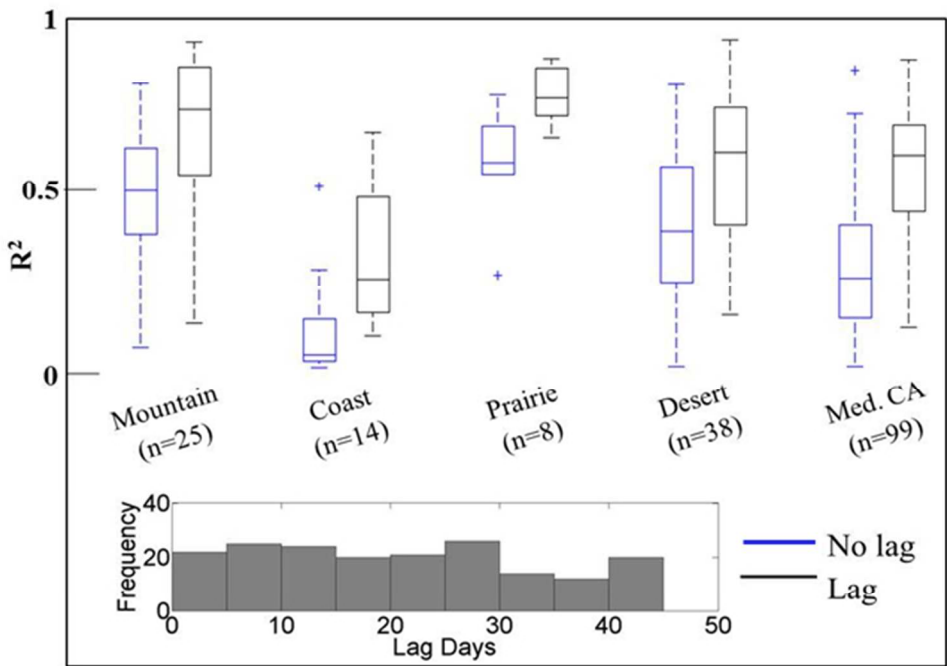 1
0.5
0
R²
Mountain
(n=25)
Coast
(n=14)
Prairie
(n=8)
Desert
(n=38)
Med. CA
(n=99)
40
20
0
Frequency
0 10 20 30 40 50
Lag Days
No lag
Lag